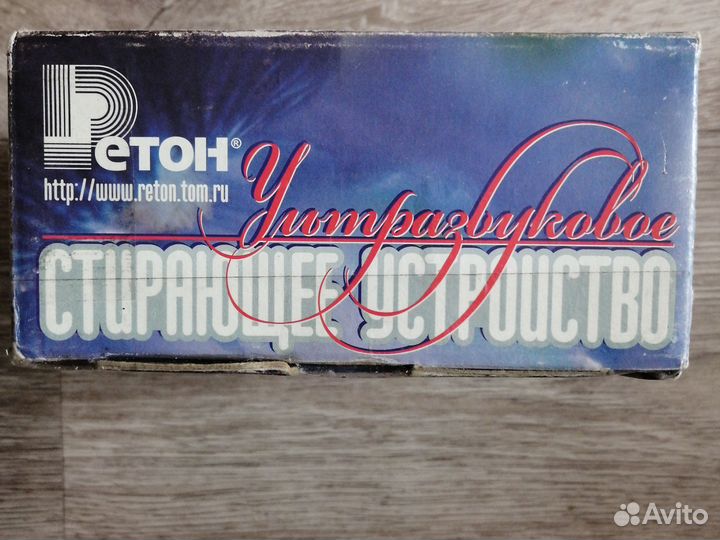 Ретон®
http://www.reton.tom.ru
Ультразвуковое
СТИРАЮЩЕЕ УСТРОЙСТВО
Avito